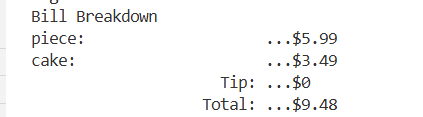 Bill Breakdown
piece: ...$5.99
cake: ...$3.49
Tip: ...$0
Total: ...$9.48